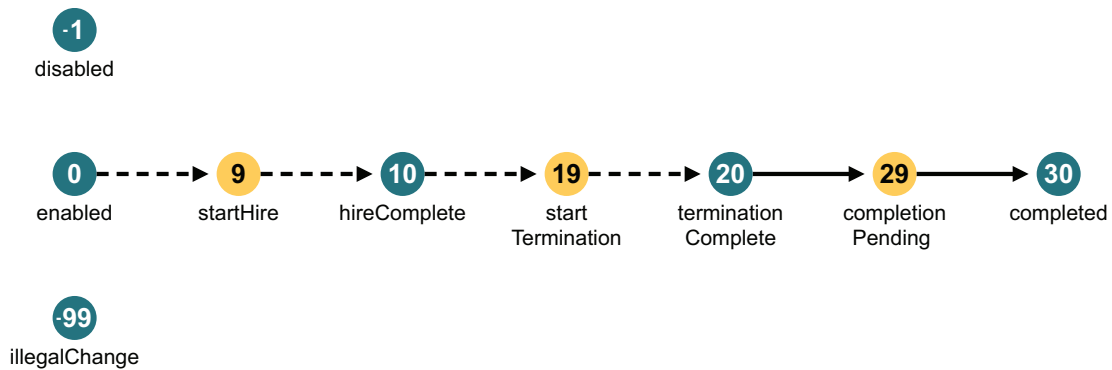 -1
disabled
0 9 10 19 20 29 30
enabled startHire hireComplete start termination completion completed
Termination Complete Pending
-99
illegalChange